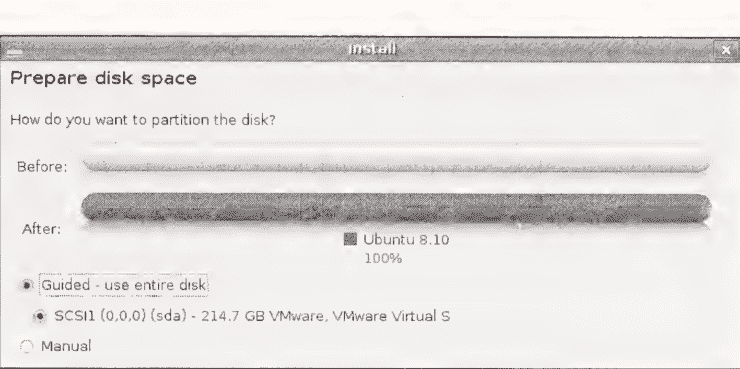 Install
Prepare disk space
How do you want to partition the disk?
Before:
After:
Ubuntu 8.10
100%
Guided - use entire disk
SCSI1 (0,0,0) (sda) - 214.7 GB VMware, VMware Virtual S
Manual